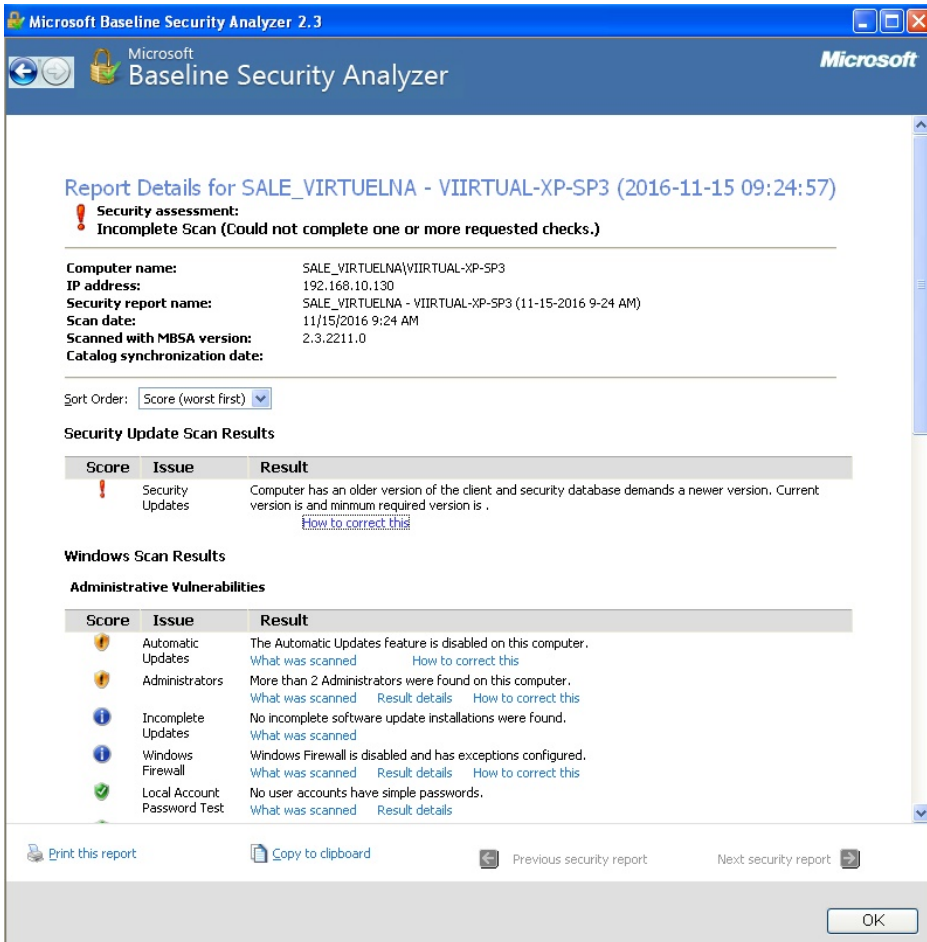 Microsoft Baseline Security Analyzer 2.3
Microsoft
Baseline Security Analyzer
Microsoft
Report Details for SALE_VIRTUELNA - VIIRTUAL-XP-SP3 (2016-11-15 09:24:57)
Security assessment:
Incomplete Scan (Could not complete one or more requested checks.)
Computer name: SALE_VIRTUELNA\VIIRTUAL-XP-SP3
IP address: 192.168.10.130
Security report name: SALE_VIRTUELNA - VIIRTUAL-XP-SP3 (11-15-2016 9-24 AM)
Scan date: 11/15/2016 9:24 AM
Scanned with MBSA version: 2.3.2211.0
Catalog synchronization date:
Sort Order: Score (worst first)
Security Update Scan Results
Score Issue Result
Security Computer has an older version of the client and security database demands a newer version. Current
Updates version is and minmum required version is .
How to correct this
Windows Scan Results
Administrative Vulnerabilities
Score Issue Result
Automatic The Automatic Updates feature is disabled on this computer.
Updates What was scanned How to correct this
Administrators More than 2 Administrators were found on this computer.
What was scanned Result details How to correct this
Incomplete No incomplete software update installations were found.
Updates What was scanned
Windows Windows Firewall is disabled and has exceptions configured.
Firewall What was scanned Result details How to correct this
Local Account No user accounts have simple passwords.
Password Test What was scanned Result details
Print this report Copy to clipboard Previous security report Next security report
OK